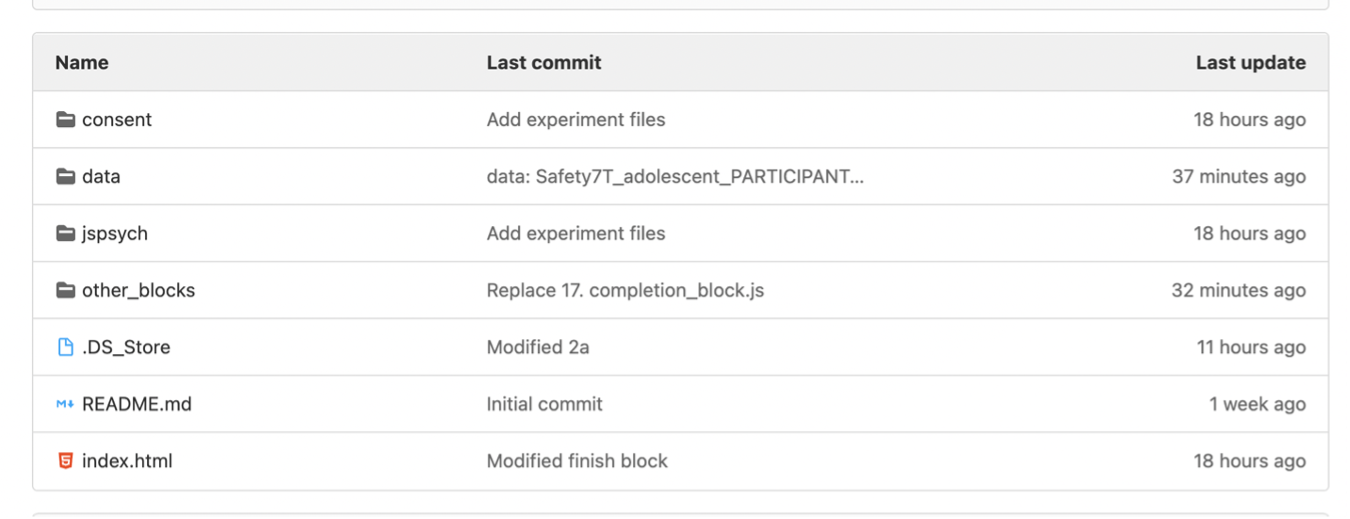 Name Last commit Last update
consent Add experiment files 18 hours ago
data data: Safety7T_adolescent_PARTICIPANT... 37 minutes ago
jspsych Add experiment files 18 hours ago
other_blocks Replace 17. completion_block.js 32 minutes ago
.DS_Store Modified 2a 11 hours ago
M↓ README.md Initial commit 1 week ago
index.html Modified finish block 18 hours ago